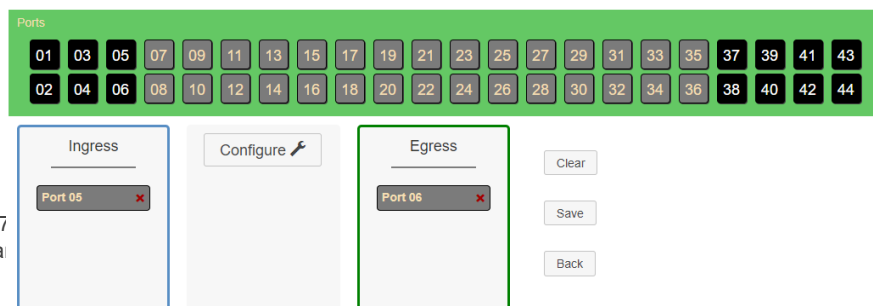 Ports
01 03 05 07 09 11 13 15 17 19 21 23 25 27 29 31 33 35 37 39 41 43
02 04 06 08 10 12 14 16 18 20 22 24 26 28 30 32 34 36 38 40 42 44
Ingress
Port 05 ×
Configure
Egress
Port 06 ×
Clear
Save
Back